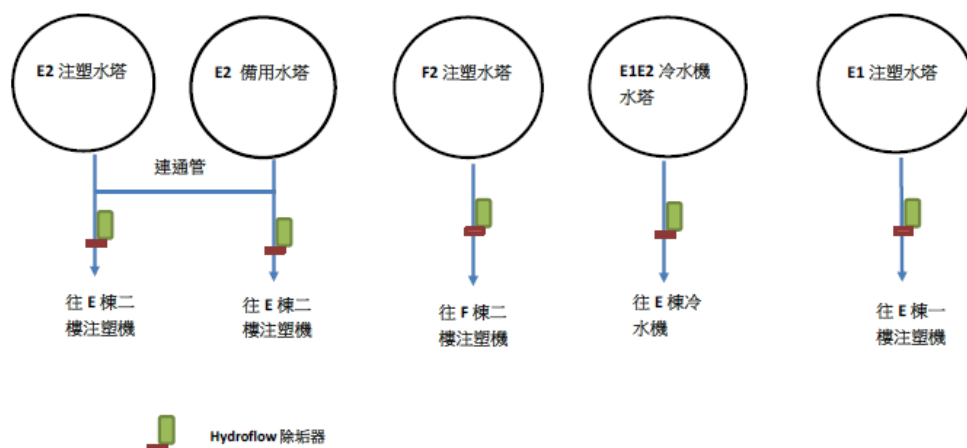 E2 注塑水塔
E2 備用水塔
F2 注塑水塔
E1E2 冷水機
水塔
E1 注塑水塔
連通管
往 E 棟二
樓注塑機
往 E 棟二
樓注塑機
往 F 棟二
樓注塑機
往 E 棟冷
水機
往 E 棟一
樓注塑機
Hydroflow 除垢器